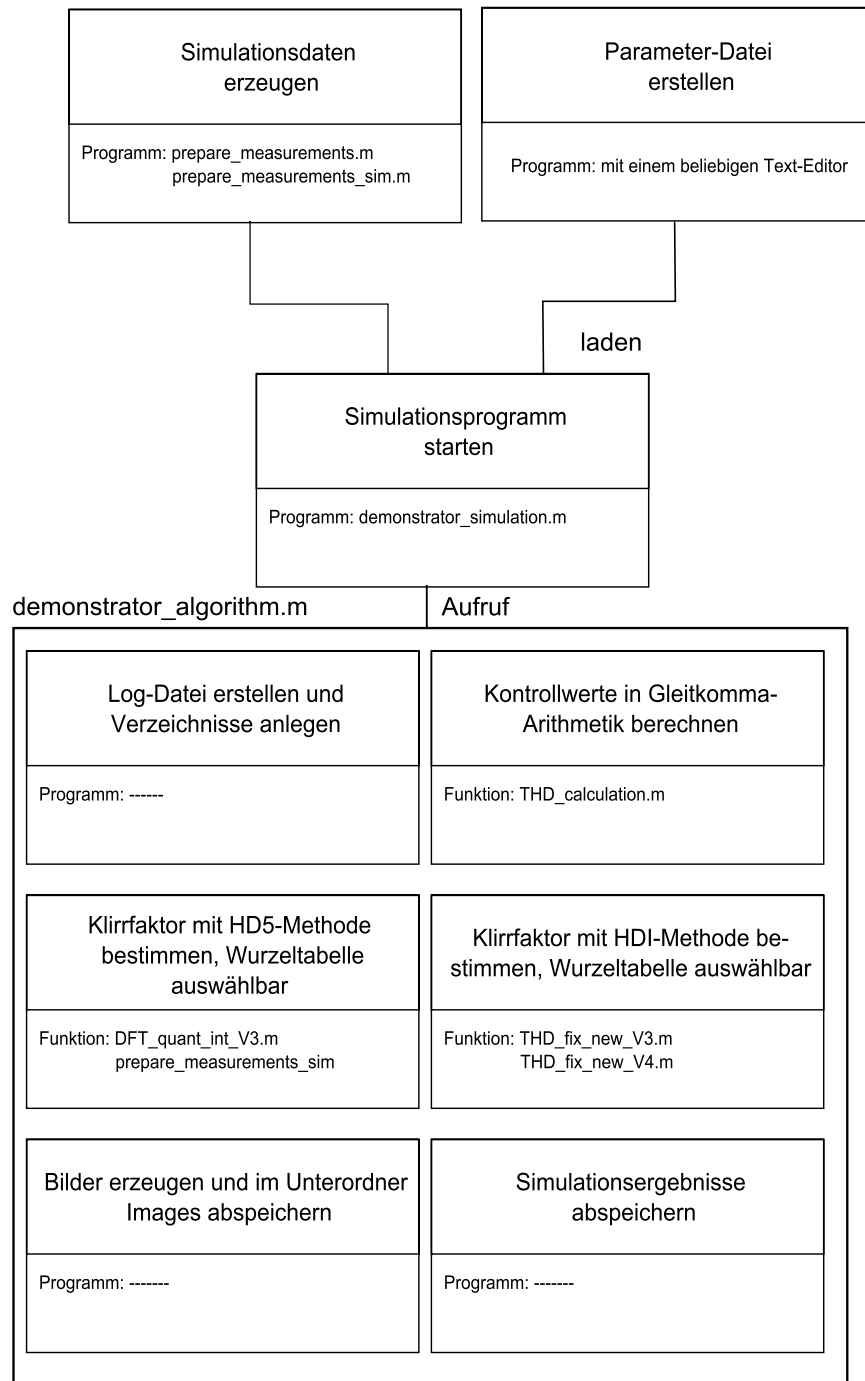 Simulationsdaten
erzeugen
Programm: prepare_measurements.m
prepare_measurements_sim.m
Parameter-Datei
erstellen
Programm: mit einem beliebigen Text-Editor
laden
Simulationsprogramm
starten
Programm: demonstrator_simulation.m
demonstrator_algorithm.m
Aufruf
Log-Datei erstellen und
Verzeichnisse anlegen
Programm: ------
Kontrollwerte in Gleitkomma-
Arithmetik berechnen
Funktion: THD_calculation.m
Klirrfaktor mit HD5-Methode
bestimmen, Wurzeltabelle
auswählbar
Funktion: DFT_quant_int_V3.m
prepare_measurements_sim
Klirrfaktor mit HDI-Methode be-
stimmen, Wurzeltabelle auswählbar
Funktion: THD_fix_new_V3.m
THD_fix_new_V4.m
Bilder erzeugen und im Unterordner
Images abspeichern
Programm: -------
Simulationsergebnisse
abspeichern
Programm: -------